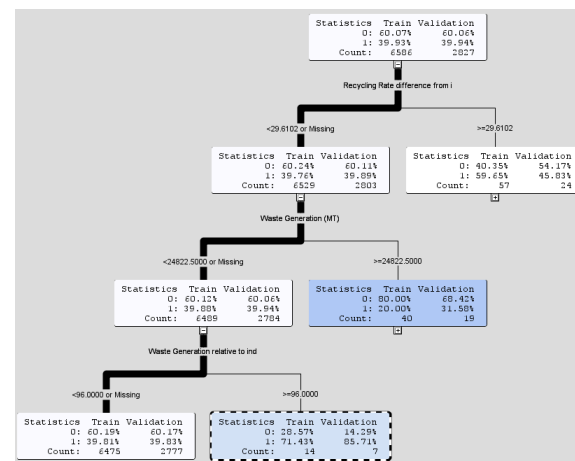 Statistics Train Validation
0: 60.07% 60.06%
1: 39.93% 39.94%
Count: 6586 2827
Recycling Rate difference from i
<29.6102 or Missing
>=29.6102
Statistics Train Validation
0: 60.24% 60.11%
1: 39.76% 39.89%
Count: 6529 2803
Statistics Train Validation
0: 40.35% 54.17%
1: 59.65% 45.83%
Count: 57 24
Waste Generation (MT)
<24822.5000 or Missing
>=24822.5000
Statistics Train Validation
0: 60.12% 60.06%
1: 39.88% 39.94%
Count: 6489 2784
Statistics Train Validation
0: 80.00% 68.42%
1: 20.00% 31.58%
Count: 40 19
Waste Generation relative to ind
<96.0000 or Missing
>=96.0000
Statistics Train Validation
0: 60.19% 60.17%
1: 39.81% 39.83%
Count: 6475 2777
Statistics Train Validation
0: 28.57% 14.29%
1: 71.43% 85.71%
Count: 14 7